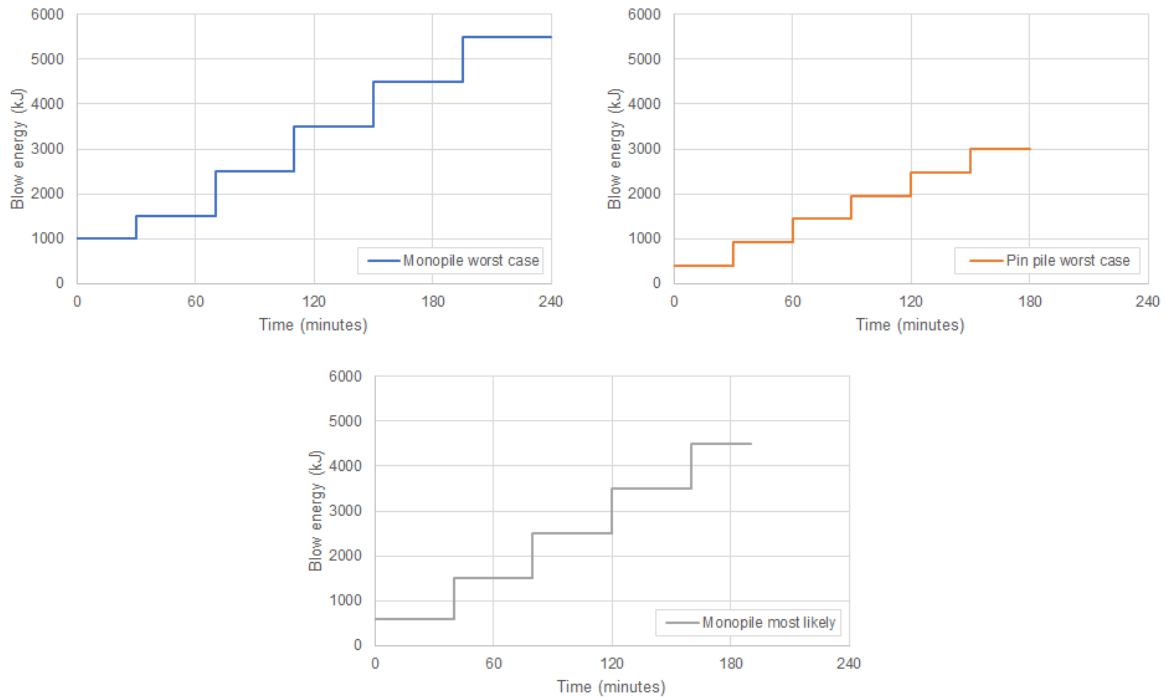 6000
5000
4000
3000
2000
1000
0
Blow energy (kJ)
Monopile worst case
0 60 120 180 240
Time (minutes)
6000
5000
4000
3000
2000
1000
0
Blow energy (kJ)
Pin pile worst case
0 60 120 180 240
Time (minutes)
6000
5000
4000
3000
2000
1000
0
Blow energy (kJ)
Monopile most likely
0 60 120 180 240
Time (minutes)